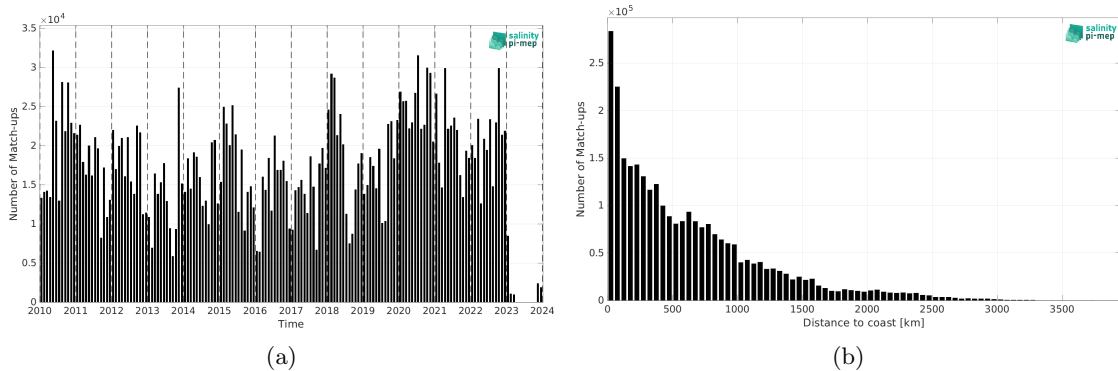 ×10⁴
3.5
3
2.5
2
1.5
1
0.5
0
Number of Match-ups
2010 2011 2012 2013 2014 2015 2016 2017 2018 2019 2020 2021 2022 2023 2024
Time
salinity
pi-mep
(a)
×10⁵
2.5
2
1.5
1
0.5
0
Number of Match-ups
0 500 1000 1500 2000 2500 3000 3500
Distance to coast [km]
salinity
pi-mep
(b)